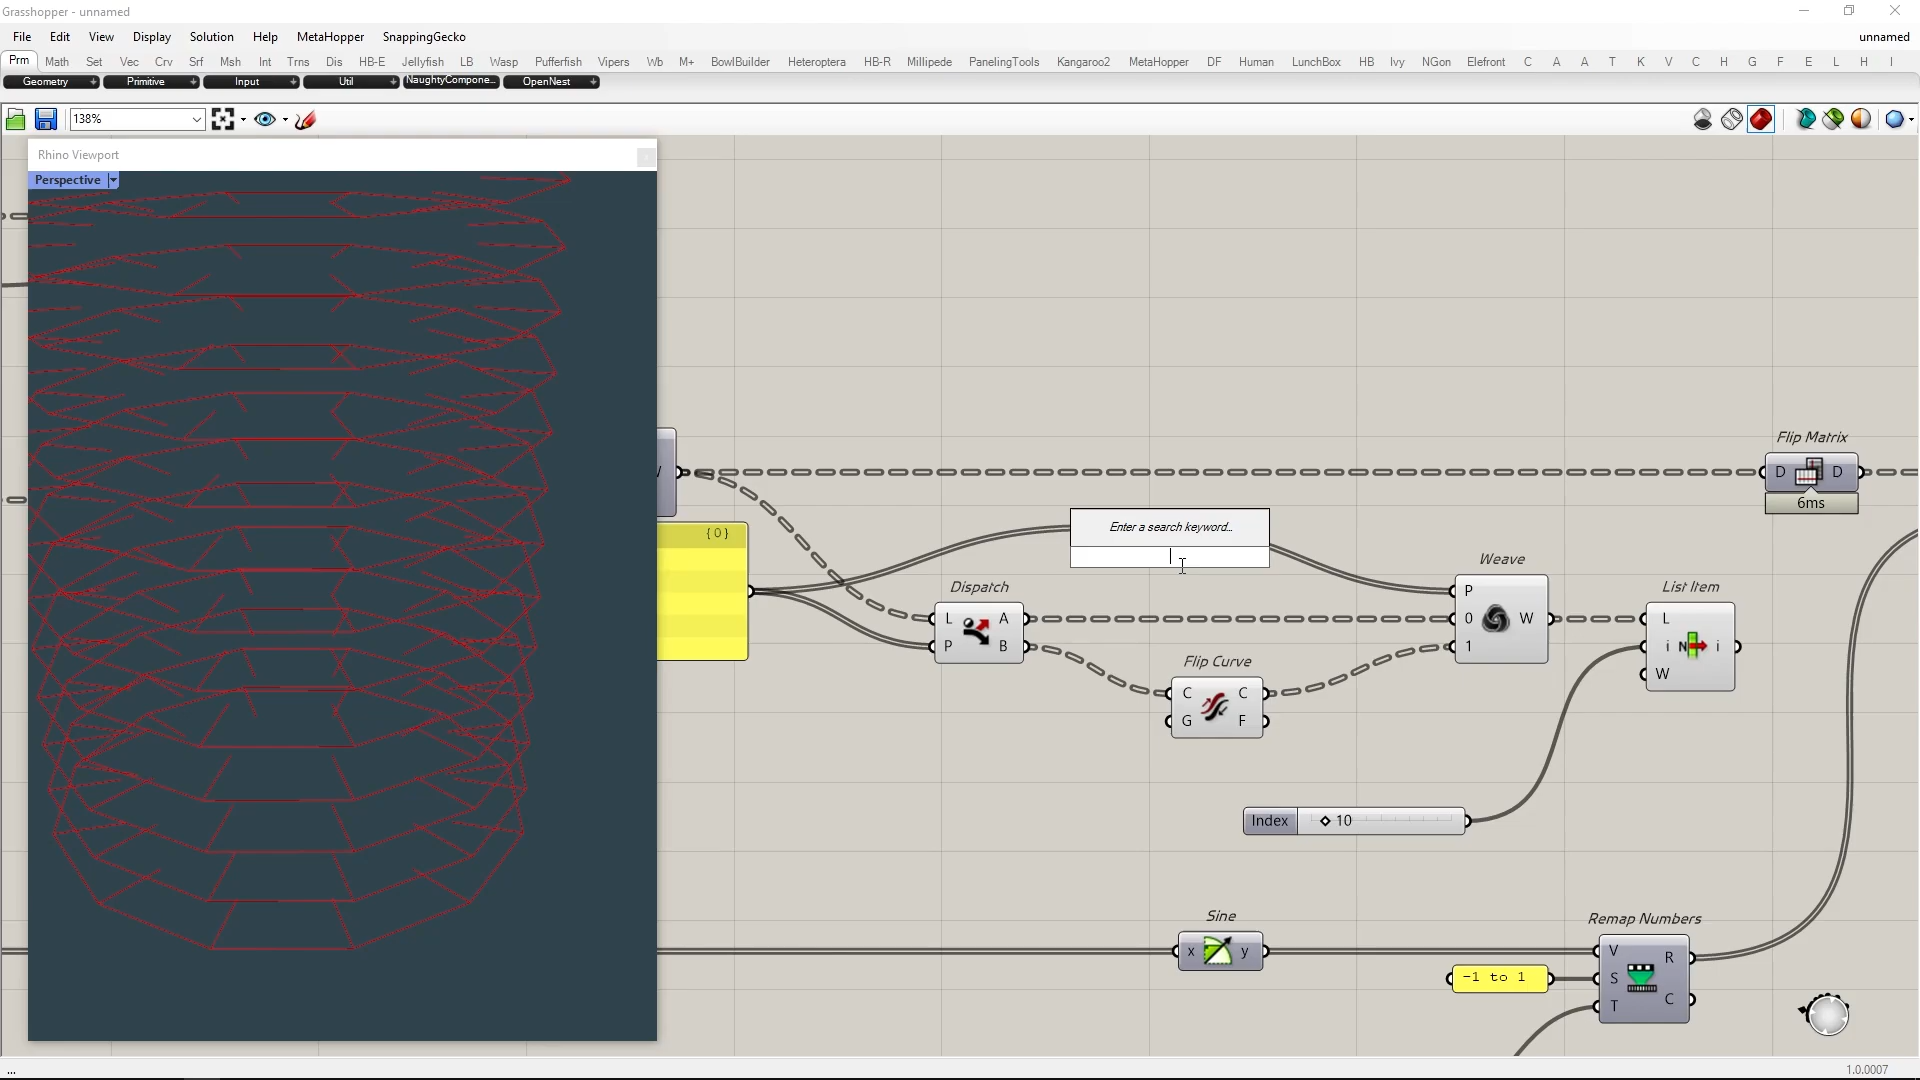 Grasshopper - unnamed
File Edit View Display Solution Help MetaHopper SnappingGecko unnamed
Prm Math Set Vec Crv Srf Msh Int Trns Dis HB-E Jellyfish LB Wasp Pufferfish Vipers Wb M+ BowlBuilder Heteroptera HB-R Millipede PanelingTools Kangaroo2 MetaHopper DF Human LunchBox HB Ivy NGon Elefront C A A T K V C H G F E L H I
Geometry Primitive Input Util NaughtyCompone... OpenNest
138%
Rhino Viewport
Perspective
Flip Matrix
D D
6ms
{0}
Enter a search keyword...
Dispatch
L A
P B
Weave
P
0 W
1
List Item
L
i N i
W
Flip Curve
C C
G F
Index 10
Sine
x y
Remap Numbers
-1 to 1
V R
S
T C
...
1.0.0007